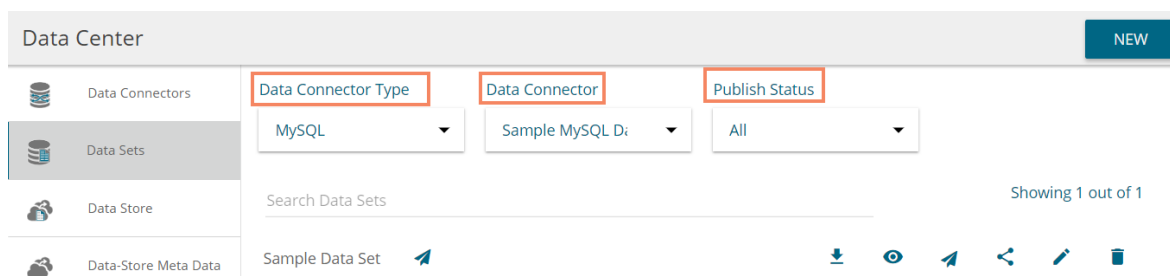 Data Center
NEW
Data Connectors
Data Sets
Data Store
Data-Store Meta Data
Data Connector Type
Data Connector
Publish Status
MySQL
Sample MySQL Da
All
Search Data Sets
Showing 1 out of 1
Sample Data Set